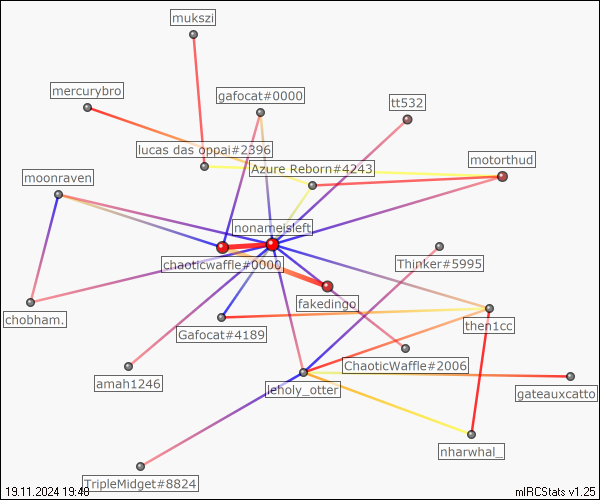 mukszi
mercurybro
gafocat#0000
tt532
lucas das oppai#2396
motorthud
Azure Reborn#4243
moonraven
nonameisleft
chaoticwaffle#0000
Thinker#5995
fakedingo
chobham.
Gafocat#4189
then1cc
ChaoticWaffle#2006
amah1246
leholy_otter
gateauxcatto
nharwhal_
TripleMidget#8824
19.11.2024 19:48
mIRCStats v1.25